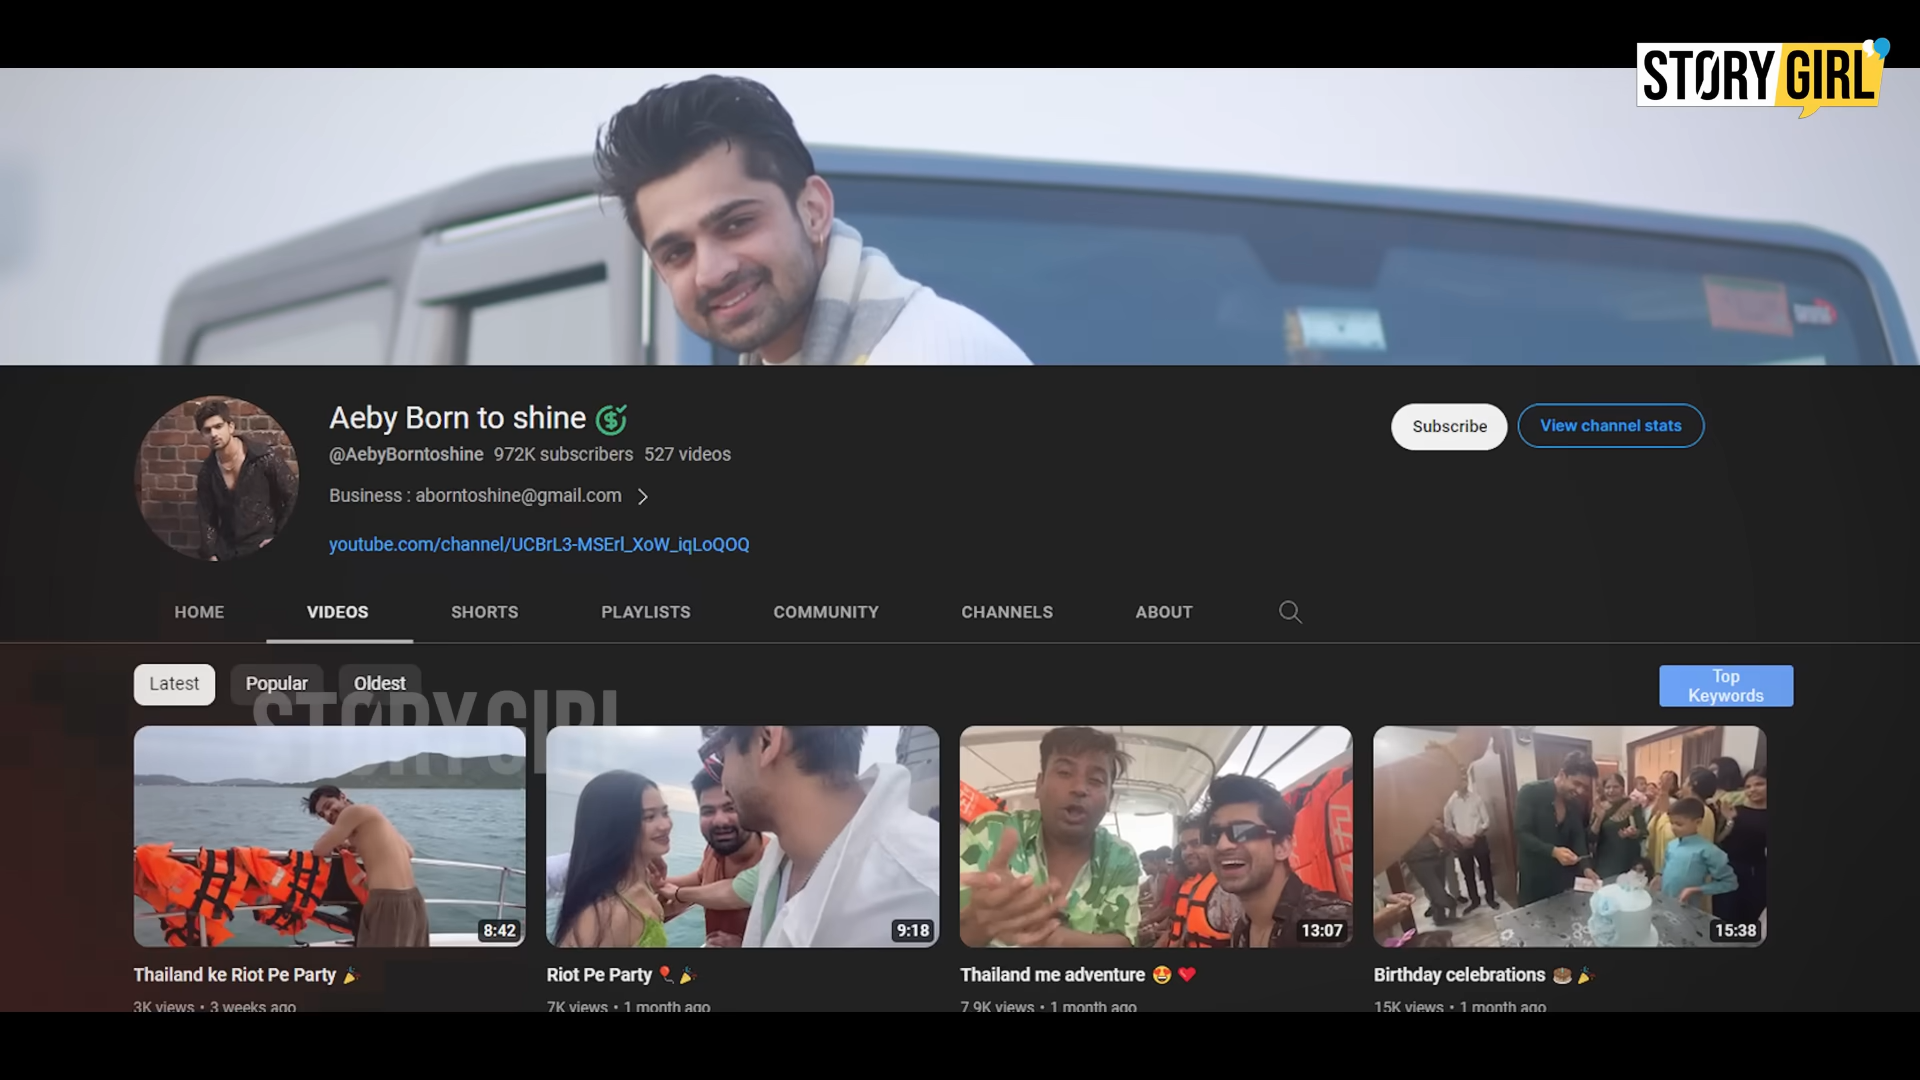 STORY GIRL
Aeby Born to shine
@AebyBorntoshine 972K subscribers 527 videos
Business : aborntoshine@gmail.com
youtube.com/channel/UCBrL3-MSErl_XoW_iqLoQOQ
Subscribe
View channel stats
HOME VIDEOS SHORTS PLAYLISTS COMMUNITY CHANNELS ABOUT
Latest Popular Oldest
Top
Keywords
STORY GIRL
8:42 9:18 13:07 15:38
Thailand ke Riot Pe Party 🎉
Riot Pe Party 🎈🎉
Thailand me adventure 😍❤️
Birthday celebrations 🎂🎉
3K views • 3 weeks ago
7K views • 1 month ago
7.9K views • 1 month ago
15K views • 1 month ago